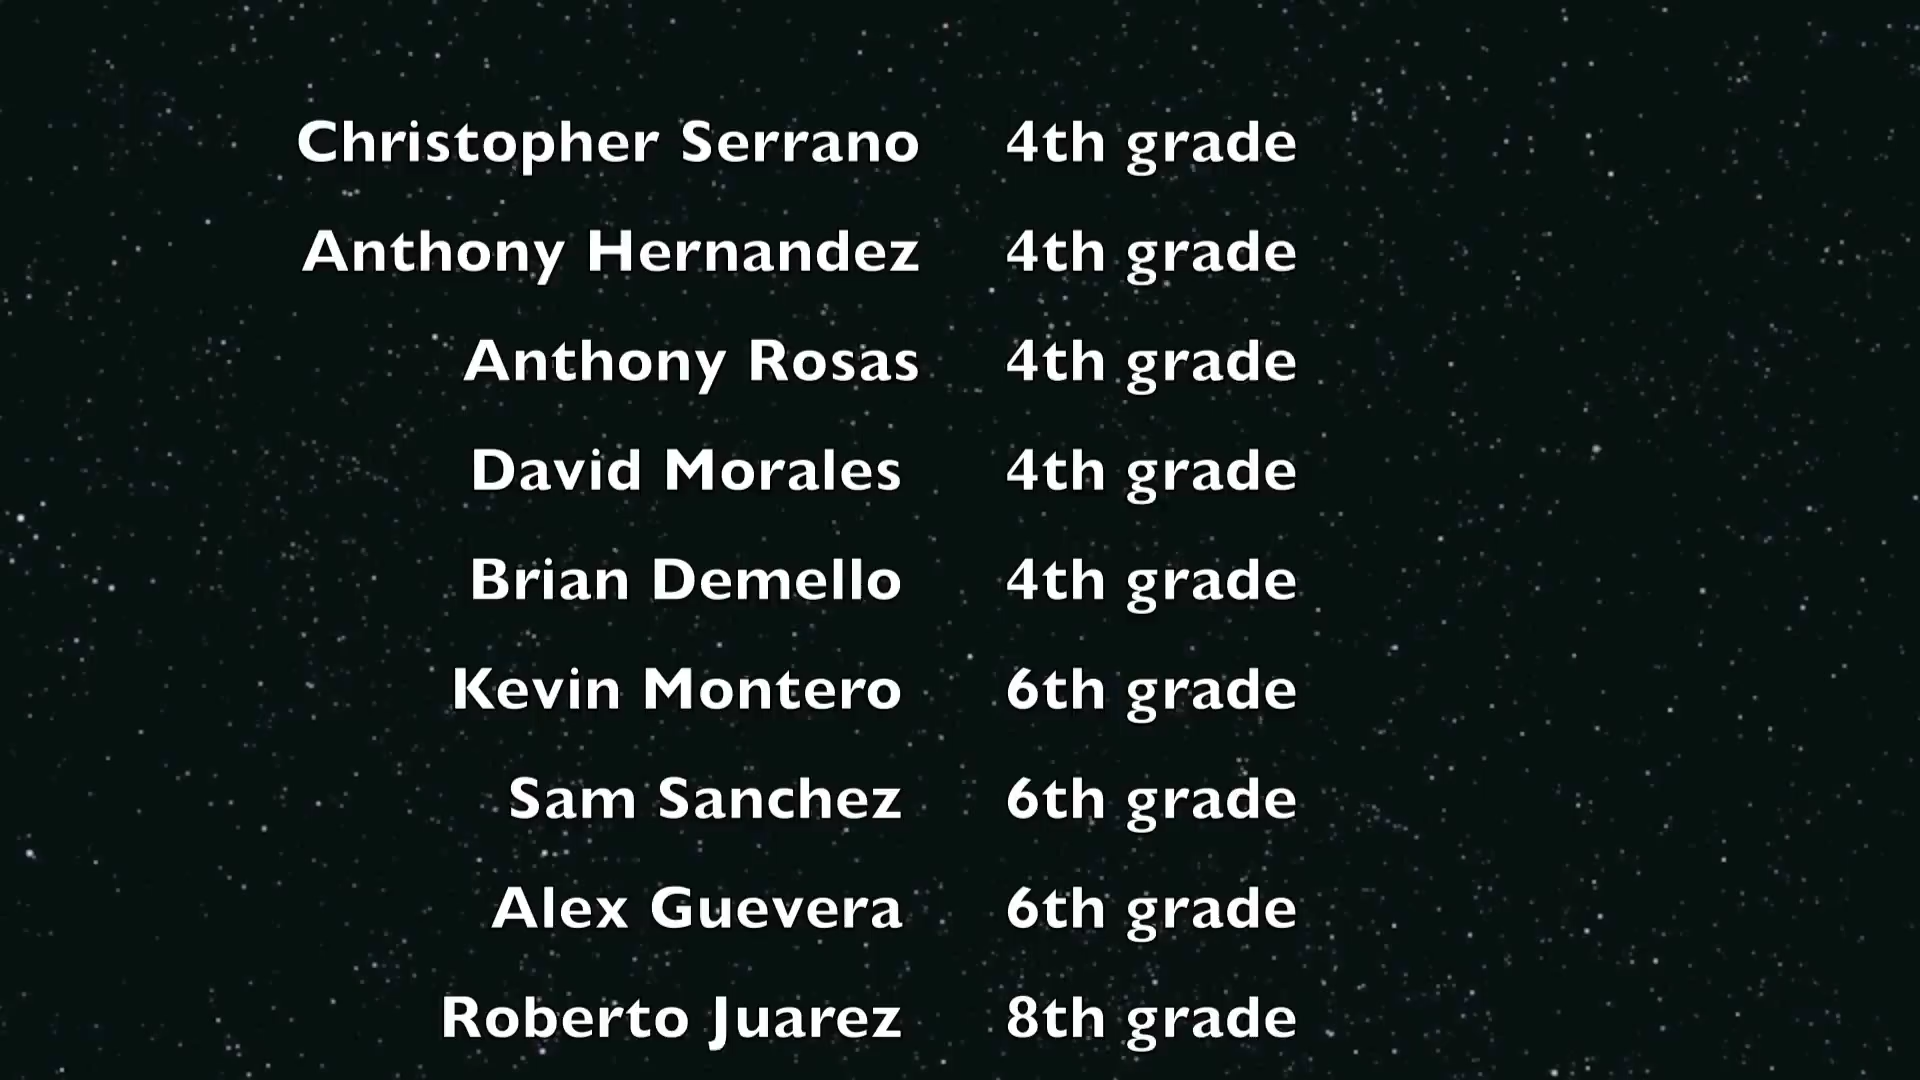 Christopher Serrano 4th grade
Anthony Hernandez 4th grade
Anthony Rosas 4th grade
David Morales 4th grade
Brian Demello 4th grade
Kevin Montero 6th grade
Sam Sanchez 6th grade
Alex Guevera 6th grade
Roberto Juarez 8th grade